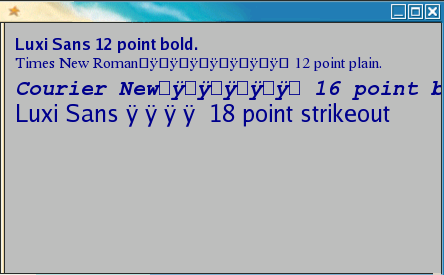 Luxi Sans 12 point bold.
Times New Roman□ÿ□ÿ□ÿ□ÿ□ÿ□ÿ□ÿ□ 12 point plain.
Courier New□ÿ□ÿ□ÿ□ÿ□ÿ□ 16 point b
Luxi Sans ÿ ÿ ÿ ÿ 18 point strikeout